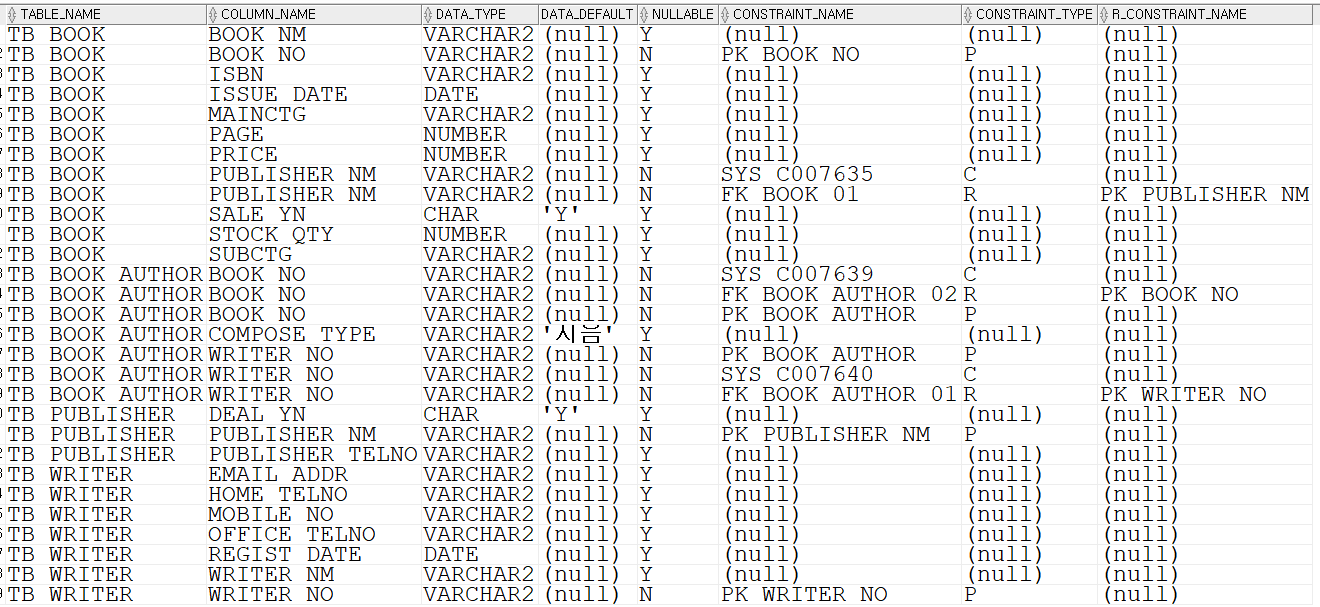 TABLE_NAME COLUMN_NAME DATA_TYPE DATA_DEFAULT NULLABLE CONSTRAINT_NAME CONSTRAINT_TYPE R_CONSTRAINT_NAME
TB BOOK BOOK NM VARCHAR2 (null) Y (null) (null) (null)
TB BOOK BOOK NO VARCHAR2 (null) N PK BOOK NO P (null)
TB BOOK ISBN VARCHAR2 (null) Y (null) (null) (null)
TB BOOK ISSUE DATE DATE (null) Y (null) (null) (null)
TB BOOK MAINCTG VARCHAR2 (null) Y (null) (null) (null)
TB BOOK PAGE NUMBER (null) Y (null) (null) (null)
TB BOOK PRICE NUMBER (null) Y (null) (null) (null)
TB BOOK PUBLISHER NM VARCHAR2 (null) N SYS C007635 C (null)
TB BOOK PUBLISHER NM VARCHAR2 (null) N FK BOOK 01 R PK PUBLISHER NM
TB BOOK SALE YN CHAR 'Y' Y (null) (null) (null)
TB BOOK STOCK QTY NUMBER (null) Y (null) (null) (null)
TB BOOK SUBCTG VARCHAR2 (null) Y (null) (null) (null)
TB BOOK AUTHOR BOOK NO VARCHAR2 (null) N SYS C007639 C (null)
TB BOOK AUTHOR BOOK NO VARCHAR2 (null) N FK BOOK AUTHOR 02 R PK BOOK NO
TB BOOK AUTHOR BOOK NO VARCHAR2 (null) N PK BOOK AUTHOR P (null)
TB BOOK AUTHOR COMPOSE TYPE VARCHAR2 Y (null) (null) (null)
TB BOOK AUTHOR WRITER NO VARCHAR2 (null) N PK BOOK AUTHOR P (null)
TB BOOK AUTHOR WRITER NO VARCHAR2 (null) N SYS C007640 C (null)
TB BOOK AUTHOR WRITER NO VARCHAR2 (null) N FK BOOK AUTHOR 01 R PK WRITER NO
TB PUBLISHER DEAL YN CHAR 'Y' Y (null) (null) (null)
TB PUBLISHER PUBLISHER NM VARCHAR2 (null) N PK PUBLISHER NM P (null)
TB PUBLISHER PUBLISHER TELNO VARCHAR2 (null) Y (null) (null) (null)
TB WRITER EMAIL ADDR VARCHAR2 (null) Y (null) (null) (null)
TB WRITER HOME TELNO VARCHAR2 (null) Y (null) (null) (null)
TB WRITER MOBILE NO VARCHAR2 (null) Y (null) (null) (null)
TB WRITER OFFICE TELNO VARCHAR2 (null) Y (null) (null) (null)
TB WRITER REGIST DATE DATE (null) Y (null) (null) (null)
TB WRITER WRITER NM VARCHAR2 (null) Y (null) (null) (null)
TB WRITER WRITER NO VARCHAR2 (null) N PK WRITER NO P (null)